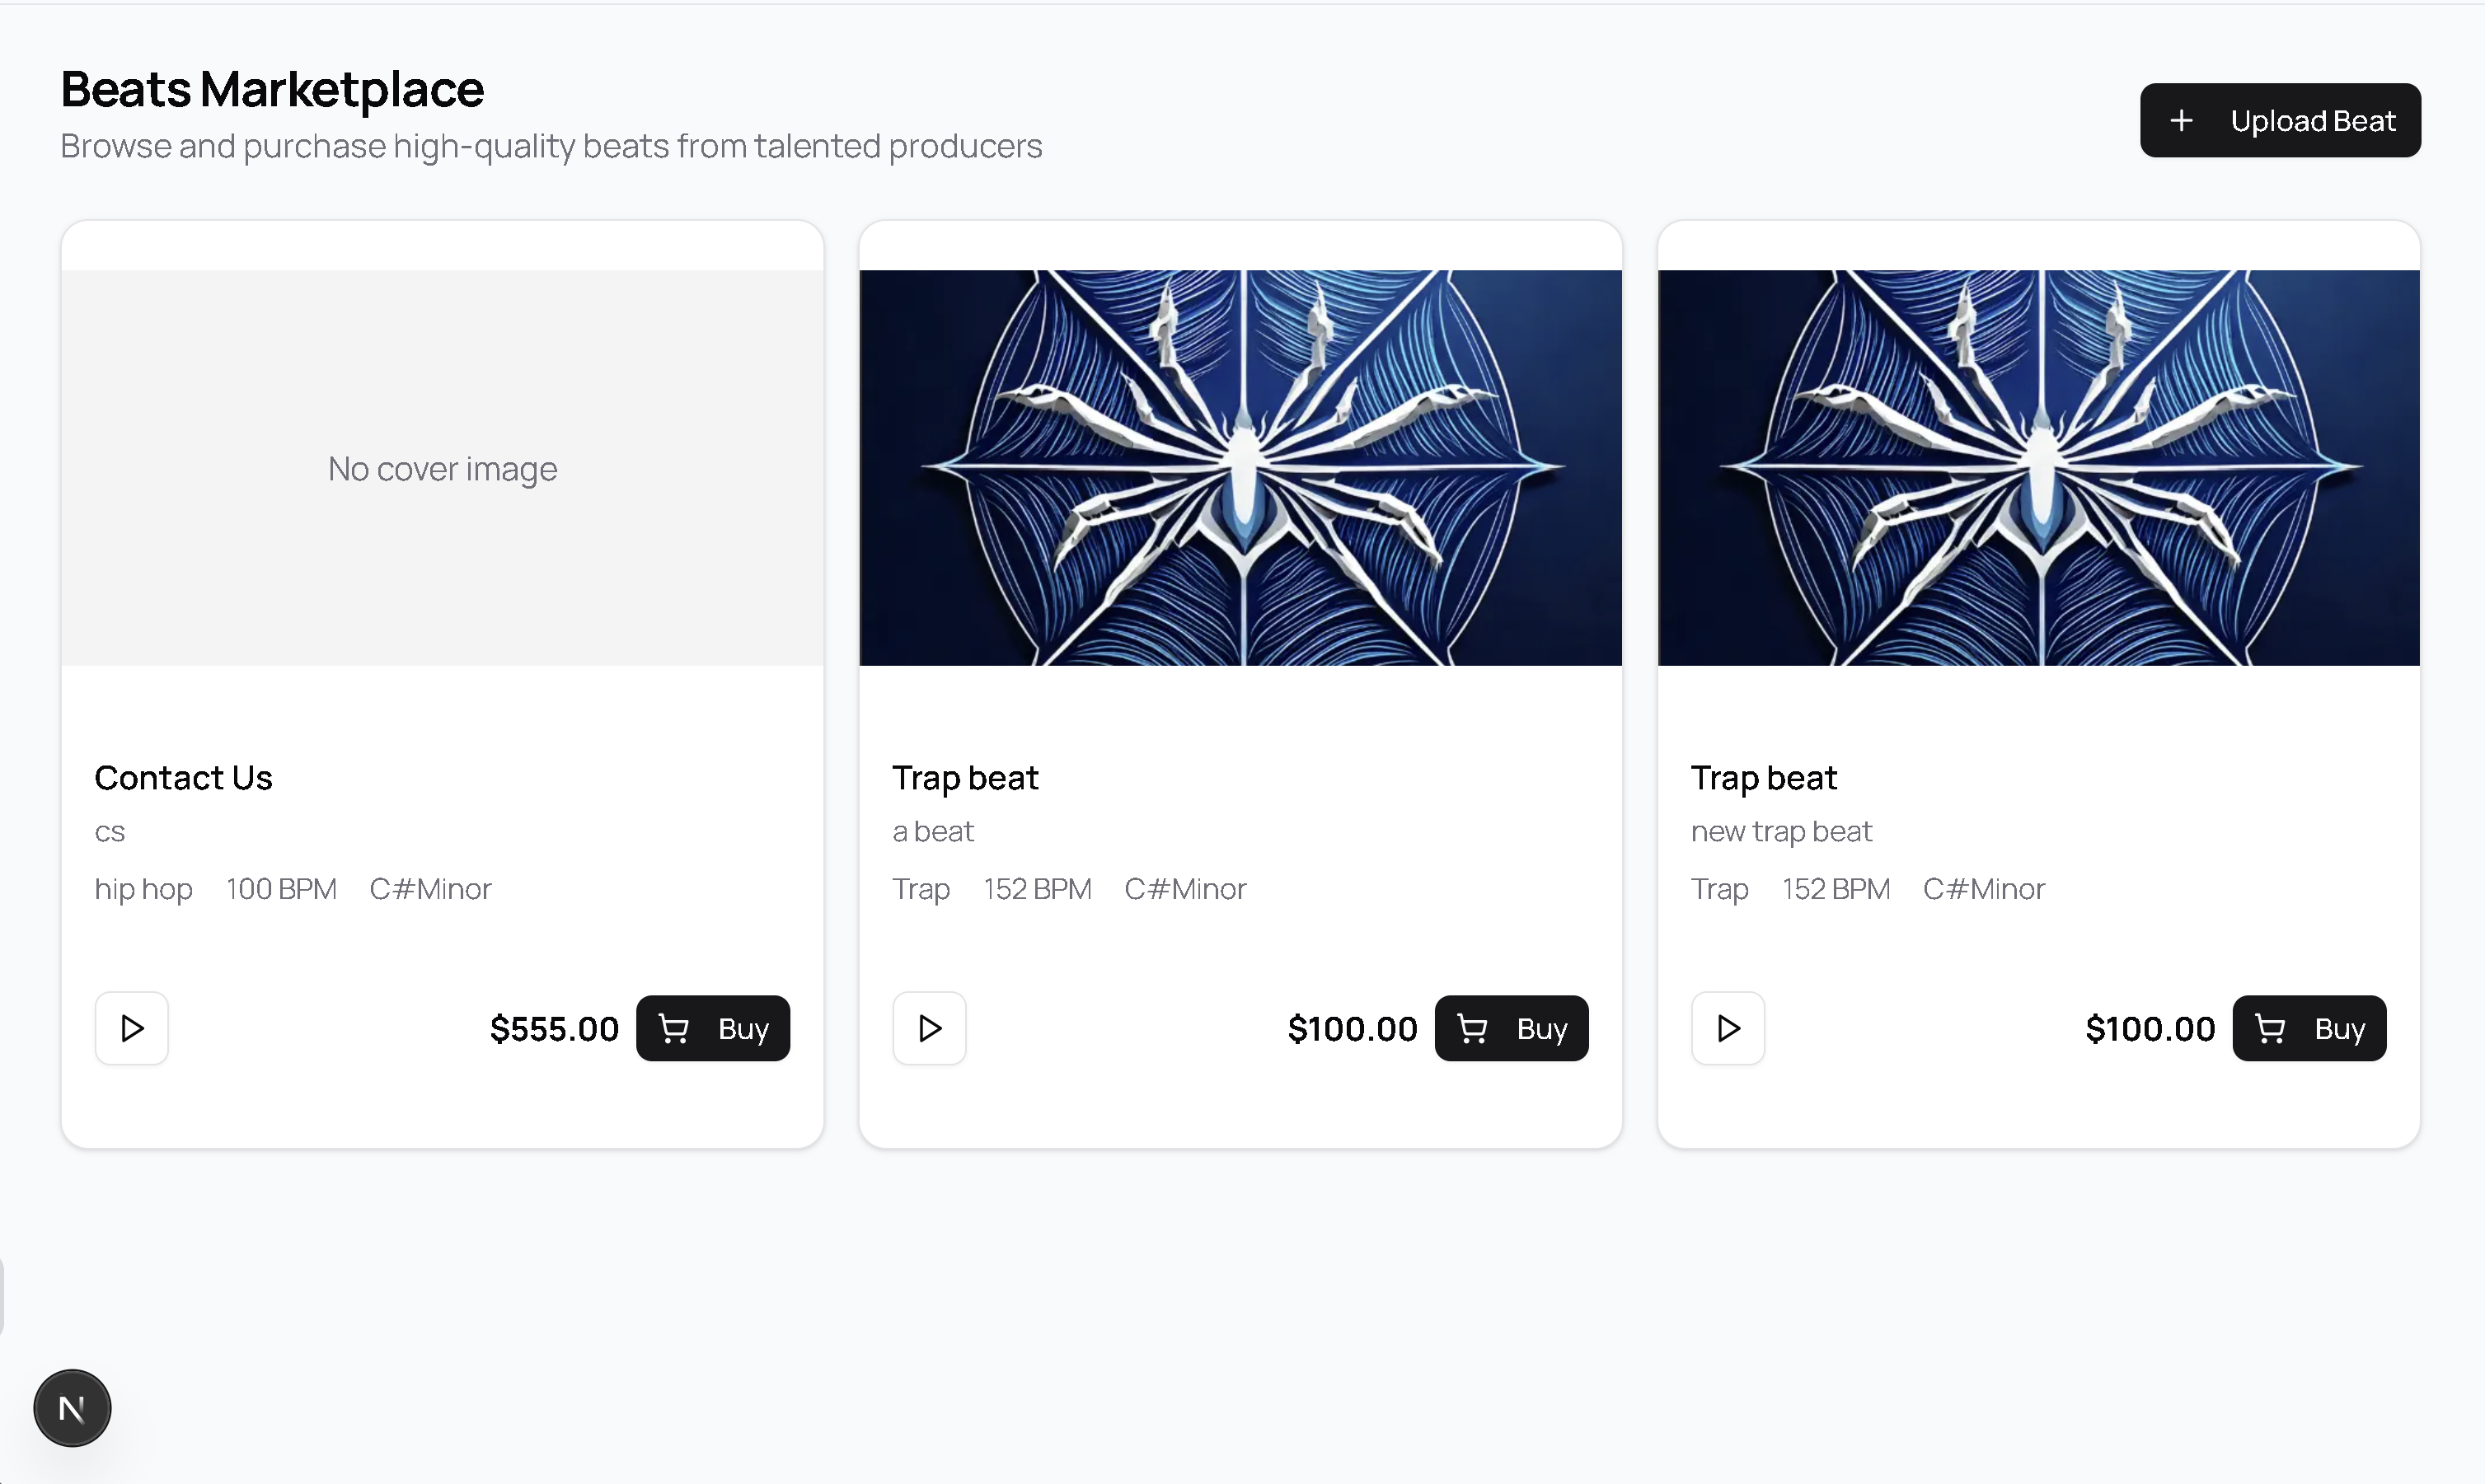 Beats Marketplace
Browse and purchase high-quality beats from talented producers
+ Upload Beat
No cover image
Contact Us
cs
hip hop 100 BPM C#Minor
$555.00 Buy
Trap beat
a beat
Trap 152 BPM C#Minor
$100.00 Buy
Trap beat
new trap beat
Trap 152 BPM C#Minor
$100.00 Buy
N